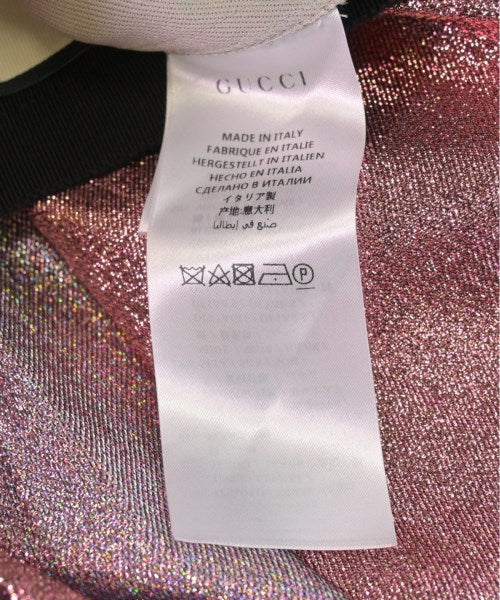 GUCCI
MADE IN ITALY
FABRIQUE EN ITALIE
HERGESTELLT IN ITALIEN
HECHO EN ITALIA
СДЕЛАНО В ИТАЛИИ
イタリア製
产地:意大利
صنع في إيطاليا
P